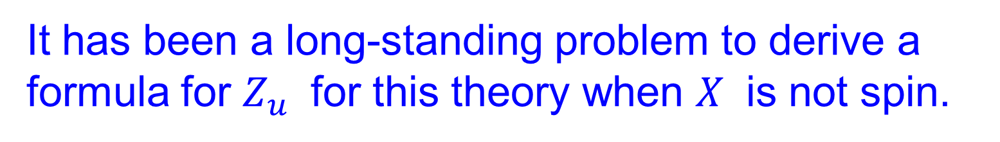 It has been a long-standing problem to derive a
formula for $Z_u$ for this theory when $X$ is not spin.